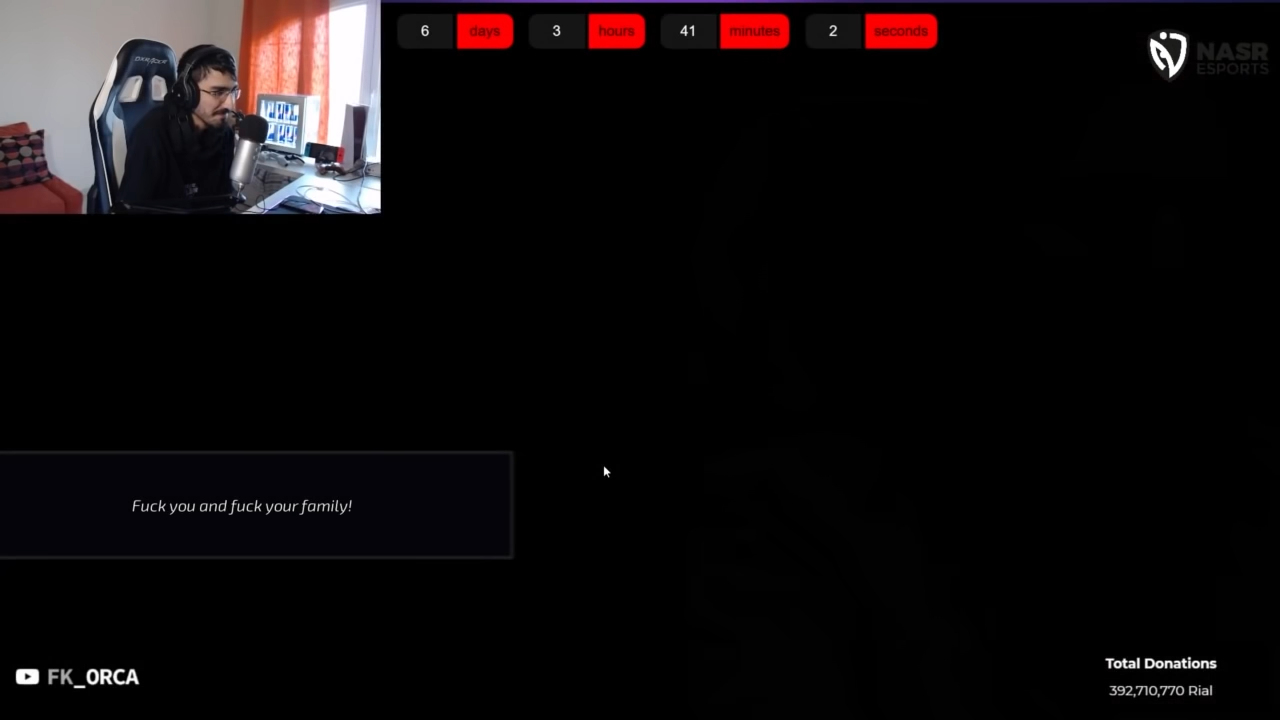 6 days 3 hours 41 minutes 2 seconds
NASR
ESPORTS
Fuck you and fuck your family!
FK_ORCA
Total Donations
392,710,770 Rial